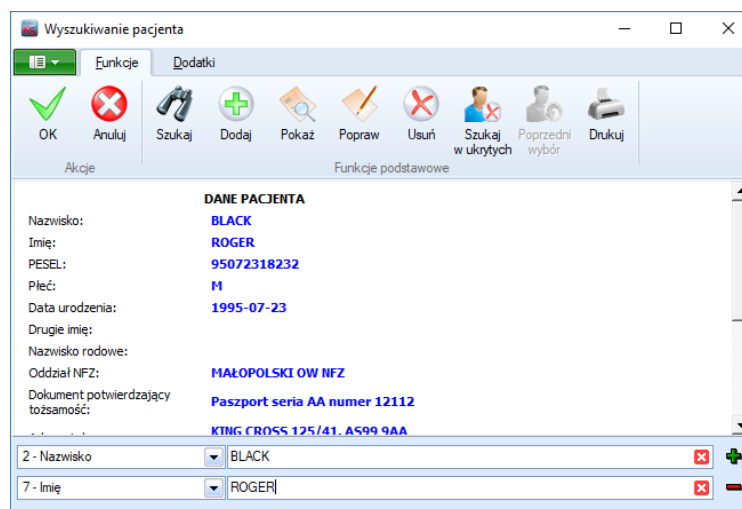 Wyszukiwanie pacjenta
Funkcje Dodatki
OK Anuluj Szukaj Dodaj Pokaż Popraw Usuń Szukaj w ukrytych Poprzedni wybór Drukuj
Akcje Funkcje podstawowe
DANE PACJENTA
Nazwisko: BLACK
Imię: ROGER
PESEL: 95072318232
Płeć: M
Data urodzenia: 1995-07-23
Drugie imię:
Nazwisko rodowe:
Oddział NFZ: MAŁOPOLSKI OW NFZ
Dokument potwierdzający
tożsamość: Paszport seria AA numer 12112
KING CROSS 125/41, AS99 9AA
2 - Nazwisko BLACK
7 - Imię ROGER